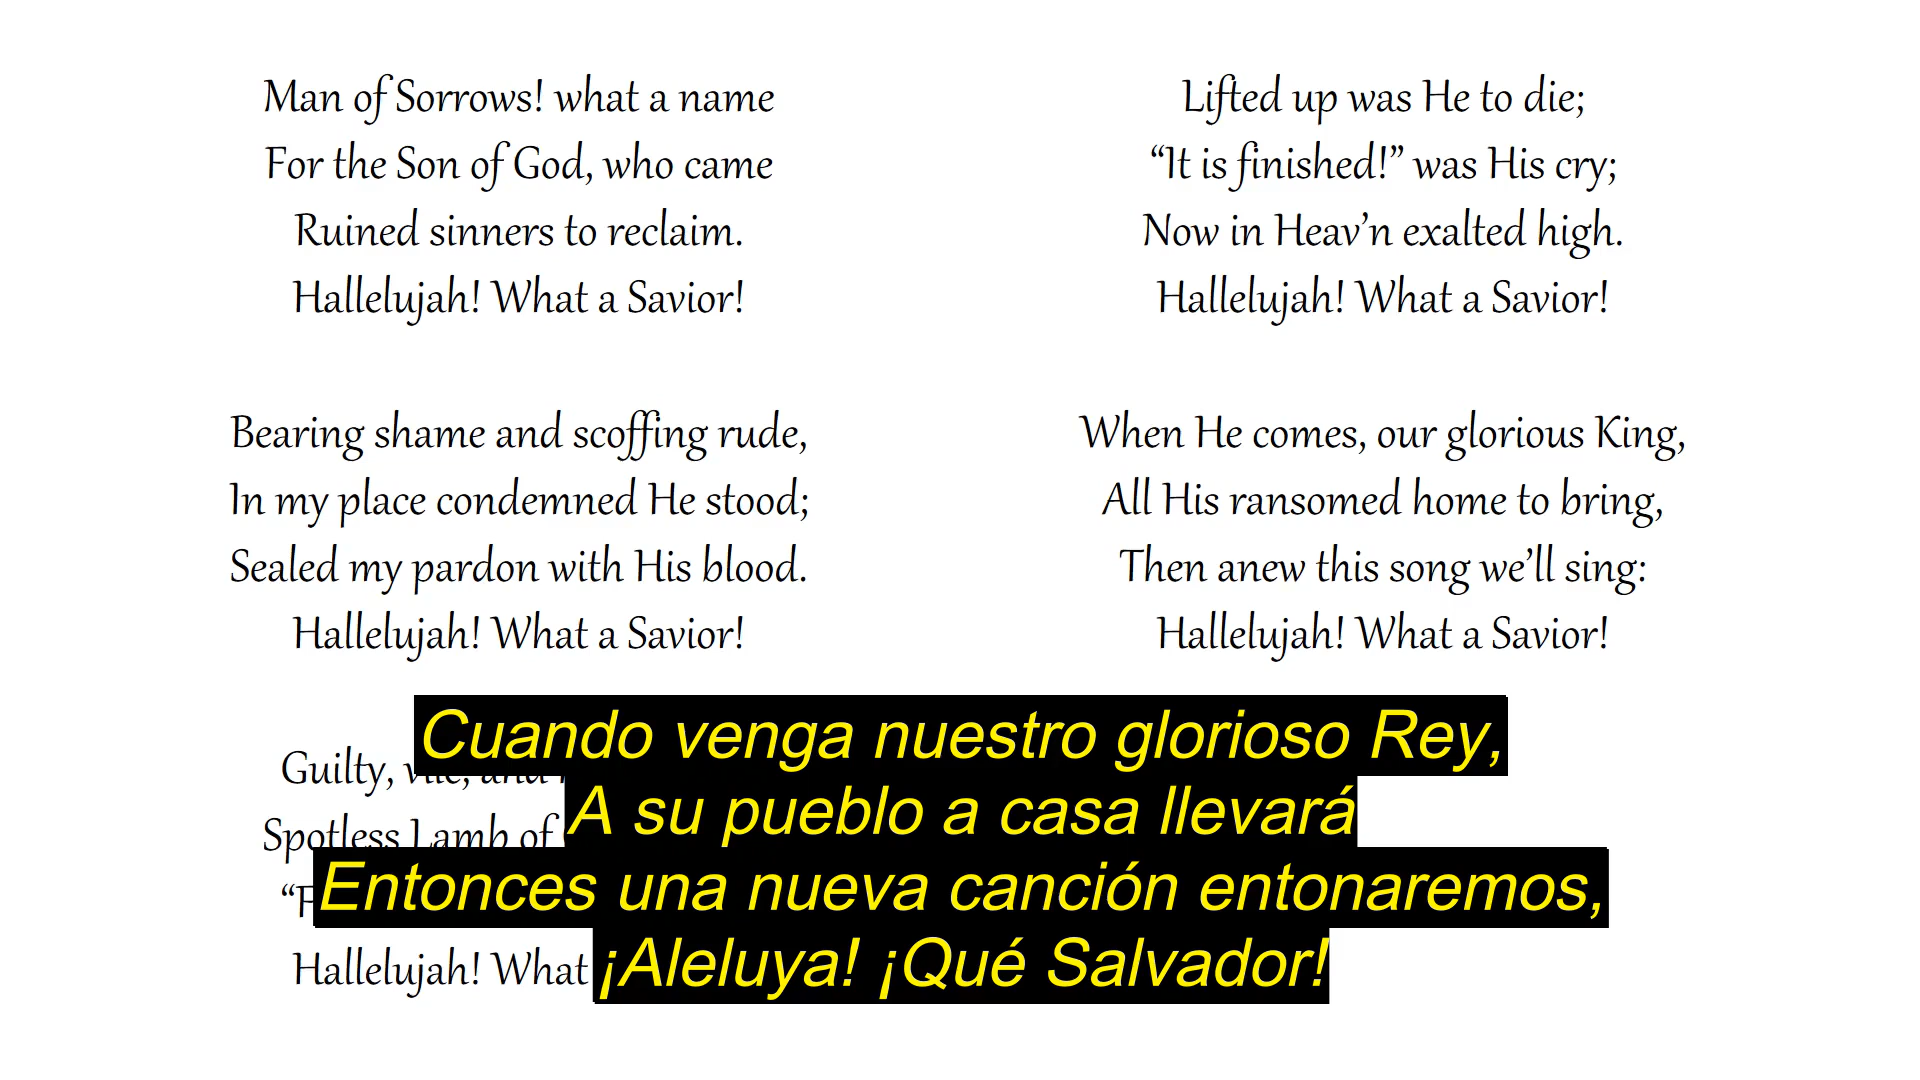 Man of Sorrows! what a name
For the Son of God, who came
Ruined sinners to reclaim.
Hallelujah! What a Savior!
Bearing shame and scoffing rude,
In my place condemned He stood;
Sealed my pardon with His blood.
Hallelujah! What a Savior!
Guilty,
Spotless Lamb of
Hallelujah! What
Lifted up was He to die;
“It is finished!” was His cry;
Now in Heav’n exalted high.
Hallelujah! What a Savior!
When He comes, our glorious King,
All His ransomed home to bring,
Then anew this song we’ll sing:
Hallelujah! What a Savior!
Cuando venga nuestro glorioso Rey,
A su pueblo a casa llevará
Entonces una nueva canción entonaremos,
¡Aleluya! ¡Qué Salvador!